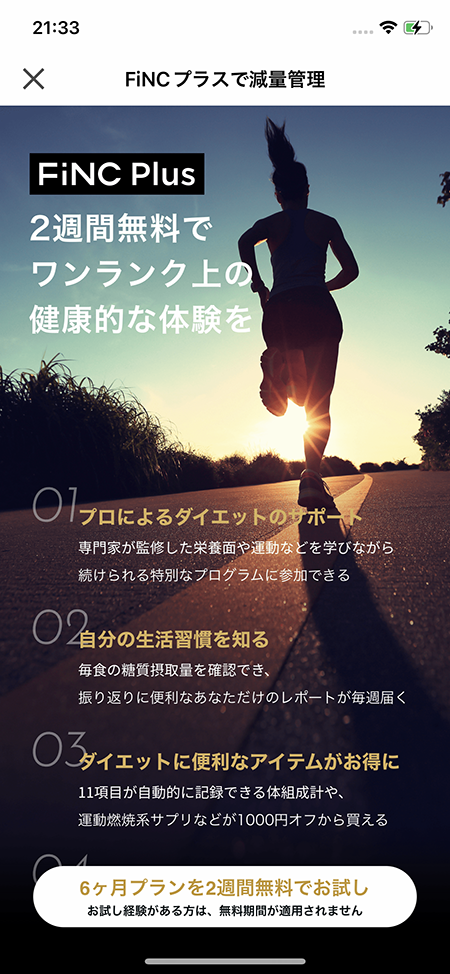 21:33
FiNCプラスで減量管理
FiNC Plus
2週間無料で
ワンランク上の
健康的な体験を
01
プロによるダイエットのサポート
専門家が監修した栄養面や運動などを学びながら
続けられる特別なプログラムに参加できる
02
自分の生活習慣を知る
毎食の糖質摂取量を確認でき、
振り返りに便利なあなただけのレポートが毎週届く
03
ダイエットに便利なアイテムがお得に
11項目が自動的に記録できる体組成計や、
運動燃焼系サプリなどが1000円オフから買える
04
6ヶ月プランを2週間無料でお試し
お試し経験がある方は、無料期間が適用されません